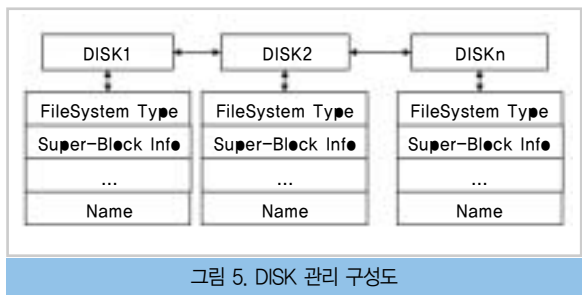 DISK1 DISK2 DISKn
FileSystem Type FileSystem Type FileSystem Type
Super-Block Info Super-Block Info Super-Block Info
... ... ...
Name Name Name
그림 5. DISK 관리 구성도